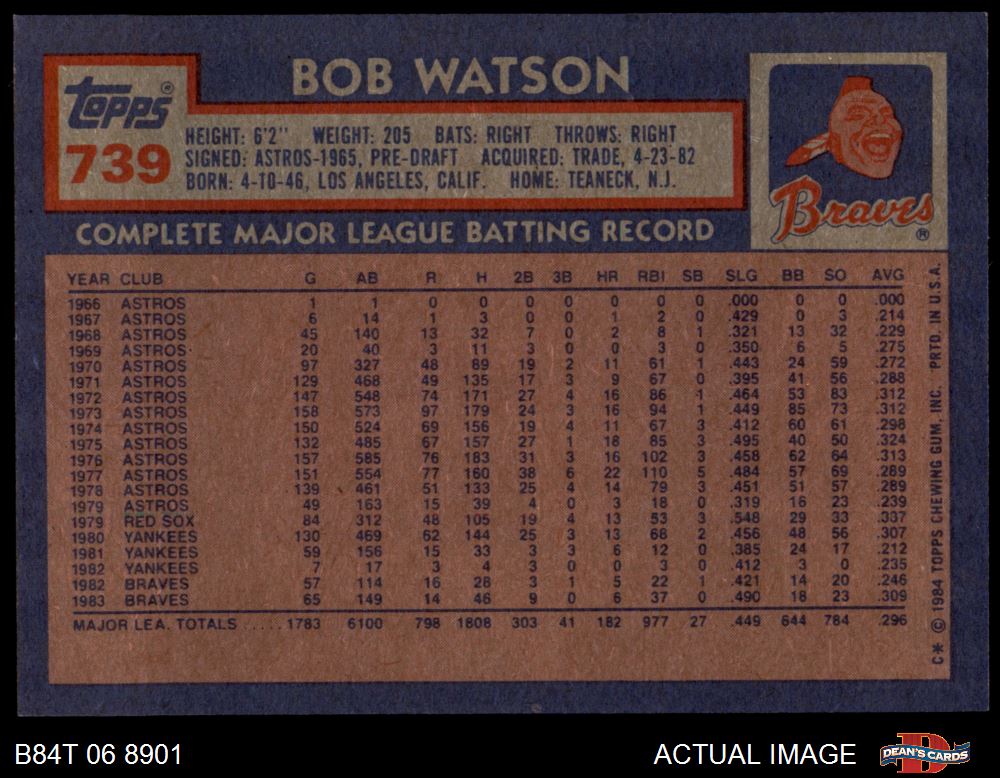 topps®
739
BOB WATSON
HEIGHT: 6'2" WEIGHT: 205 BATS: RIGHT THROWS: RIGHT
SIGNED: ASTROS-1965, PRE-DRAFT ACQUIRED: TRADE, 4-23-82
BORN: 4-10-46, LOS ANGELES, CALIF. HOME: TEANECK, N.J.
Braves®
COMPLETE MAJOR LEAGUE BATTING RECORD
YEAR CLUB G AB R H 2B 3B HR RBI SB SLG BB SO AVG
1966 ASTROS 1 1 0 0 0 0 0 0 0 .000 0 0 .000
1967 ASTROS 6 14 1 3 0 0 1 2 0 .429 0 3 .214
1968 ASTROS 45 140 13 32 7 0 2 8 1 .321 13 32 .229
1969 ASTROS 20 40 3 11 3 0 0 3 0 .350 6 5 .275
1970 ASTROS 97 327 48 89 19 2 11 61 1 .443 24 59 .272
1971 ASTROS 129 468 49 135 17 3 9 67 0 .395 41 56 .288
1972 ASTROS 147 548 74 171 27 4 16 86 1 .464 53 83 .312
1973 ASTROS 158 573 97 179 24 3 16 94 1 .449 85 73 .312
1974 ASTROS 150 524 69 156 19 4 11 67 3 .412 60 61 .298
1975 ASTROS 132 485 67 157 27 1 18 85 3 .495 40 50 .324
1976 ASTROS 157 585 76 183 31 3 16 102 3 .458 62 64 .313
1977 ASTROS 151 554 77 160 38 6 22 110 5 .484 57 69 .289
1978 ASTROS 139 461 51 133 25 4 14 79 3 .451 51 57 .289
1979 ASTROS 49 163 15 39 4 0 3 18 0 .319 16 23 .239
1979 RED SOX 84 312 48 105 19 4 13 53 3 .548 29 33 .337
1980 YANKEES 130 469 62 144 25 3 13 68 2 .456 48 56 .307
1981 YANKEES 59 156 15 33 3 3 6 12 0 .385 24 17 .212
1982 YANKEES 7 17 3 4 3 0 0 3 0 .412 3 0 .235
1982 BRAVES 57 114 16 28 3 1 5 22 1 .421 14 20 .246
1983 BRAVES 65 149 14 46 9 0 6 37 0 .490 18 23 .309
MAJOR LEA. TOTALS ..... 1783 6100 798 1808 303 41 182 977 27 .449 644 784 .296
C* © 1984 TOPPS CHEWING GUM, INC. PRTD. IN U.S.A.
B84T 06 8901
ACTUAL IMAGE
DEAN'S CARDS